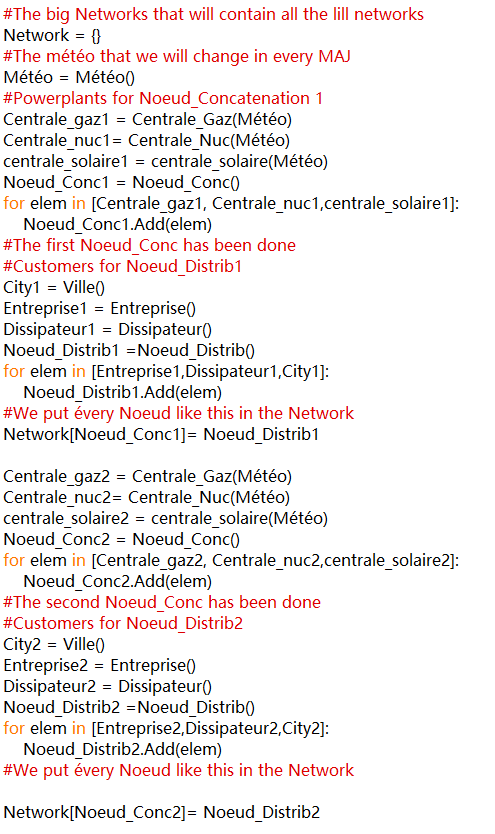 #The big Networks that will contain all the lill networks
Network = {}
#The météo that we will change in every MAJ
Météo = Météo()
#Powerplants for Noeud_Concatenation 1
Centrale_gaz1 = Centrale_Gaz(Météo)
Centrale_nuc1= Centrale_Nuc(Météo)
centrale_solaire1 = centrale_solaire(Météo)
Noeud_Conc1 = Noeud_Conc()
for elem in [Centrale_gaz1, Centrale_nuc1,centrale_solaire1]:
    Noeud_Conc1.Add(elem)
#The first Noeud_Conc has been done
#Customers for Noeud_Distrib1
City1 = Ville()
Entreprise1 = Entreprise()
Dissipateur1 = Dissipateur()
Noeud_Distrib1 =Noeud_Distrib()
for elem in [Entreprise1,Dissipateur1,City1]:
    Noeud_Distrib1.Add(elem)
#We put évery Noeud like this in the Network
Network[Noeud_Conc1]= Noeud_Distrib1

Centrale_gaz2 = Centrale_Gaz(Météo)
Centrale_nuc2= Centrale_Nuc(Météo)
centrale_solaire2 = centrale_solaire(Météo)
Noeud_Conc2 = Noeud_Conc()
for elem in [Centrale_gaz2, Centrale_nuc2,centrale_solaire2]:
    Noeud_Conc2.Add(elem)
#The second Noeud_Conc has been done
#Customers for Noeud_Distrib2
City2 = Ville()
Entreprise2 = Entreprise()
Dissipateur2 = Dissipateur()
Noeud_Distrib2 =Noeud_Distrib()
for elem in [Entreprise2,Dissipateur2,City2]:
    Noeud_Distrib2.Add(elem)
#We put évery Noeud like this in the Network

Network[Noeud_Conc2]= Noeud_Distrib2